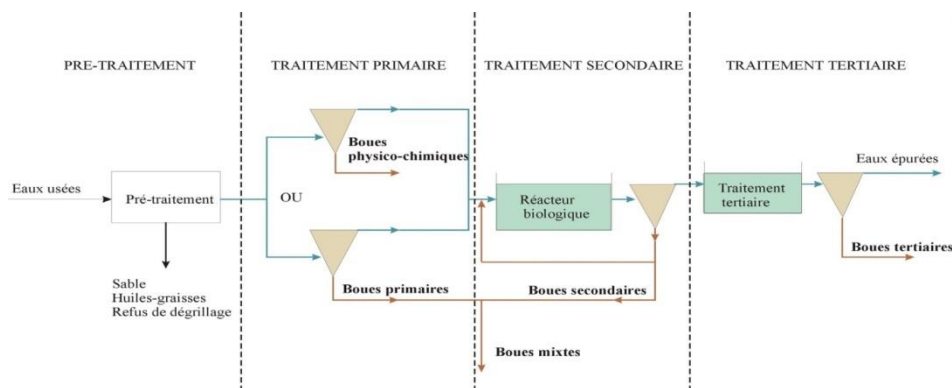 PRE-TRAITEMENT
TRAITEMENT PRIMAIRE
TRAITEMENT SECONDAIRE
TRAITEMENT TERTIAIRE
Eaux usées
Pré-traitement
Sable
Huiles-graisses
Refus de dégrillage
OU
Boues
physico-chimiques
Boues primaires
Réacteur
biologique
Boues secondaires
Boues mixtes
Traitement
tertiaire
Eaux épurées
Boues tertiaires